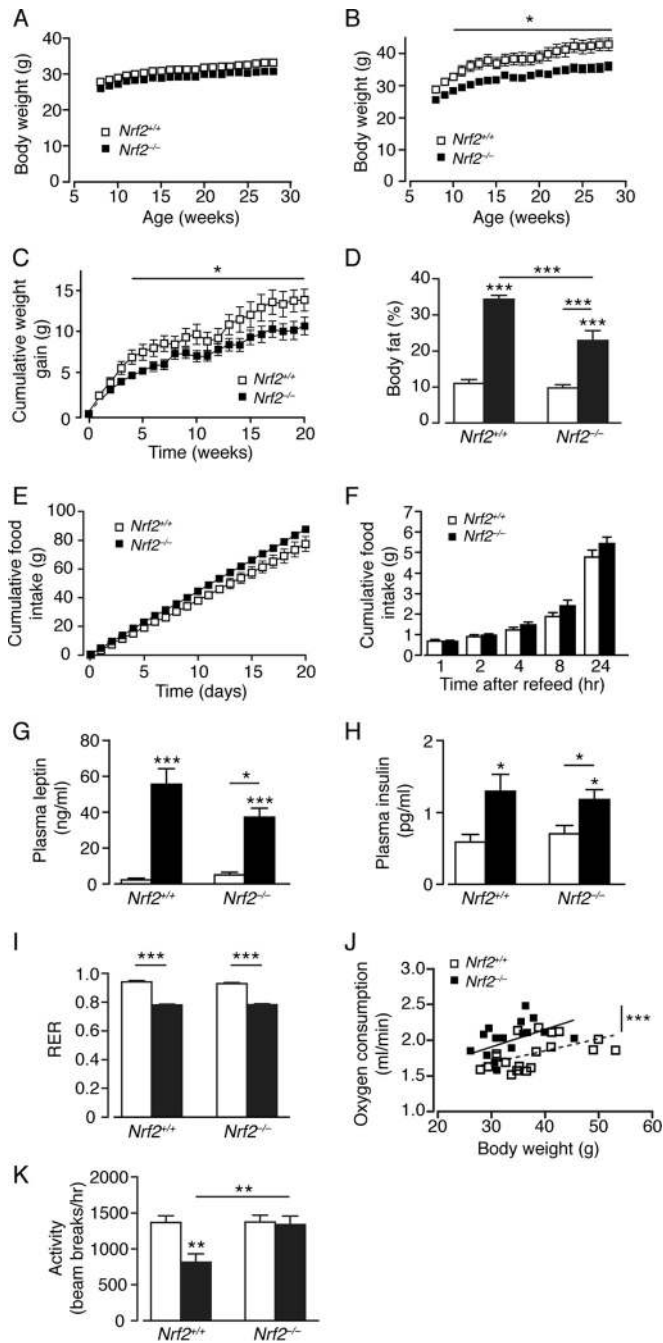 A
Body weight (g)
40
30
20
10
0
Nrf2+/+
Nrf2−/−
5 10 15 20 25 30
Age (weeks)
B
Body weight (g)
*
40
30
20
10
0
Nrf2+/+
Nrf2−/−
5 10 15 20 25 30
Age (weeks)
C
Cumulative weight
gain (g)
*
15
10
5
0
Nrf2+/+
Nrf2−/−
0 5 10 15 20
Time (weeks)
D
Body fat (%)
40
30
20
10
0
***
***
***
***
Nrf2+/+ Nrf2−/−
E
Cumulative food
intake (g)
100
80
60
40
20
0
Nrf2+/+
Nrf2−/−
0 5 10 15 20
Time (days)
F
Cumulative food
intake (g)
7
6
5
4
3
2
1
0
Nrf2+/+
Nrf2−/−
1 2 4 8 24
Time after refeed (hr)
G
Plasma leptin
(ng/ml)
80
60
40
20
0
***
*
***
Nrf2+/+ Nrf2−/−
H
Plasma insulin
(pg/ml)
2
1
0
*
*
*
Nrf2+/+ Nrf2−/−
I
RER
1.0
0.8
0.6
0.4
0.2
0
*** ***
Nrf2+/+ Nrf2−/−
J
Oxygen consumption
(ml/min)
Nrf2+/+
Nrf2−/−
3.0
2.5
2.0
1.5
1.0
***
20 30 40 50 60
Body weight (g)
K
Activity
(beam breaks/hr)
2000
1500
1000
500
0
**
**
Nrf2+/+ Nrf2−/−